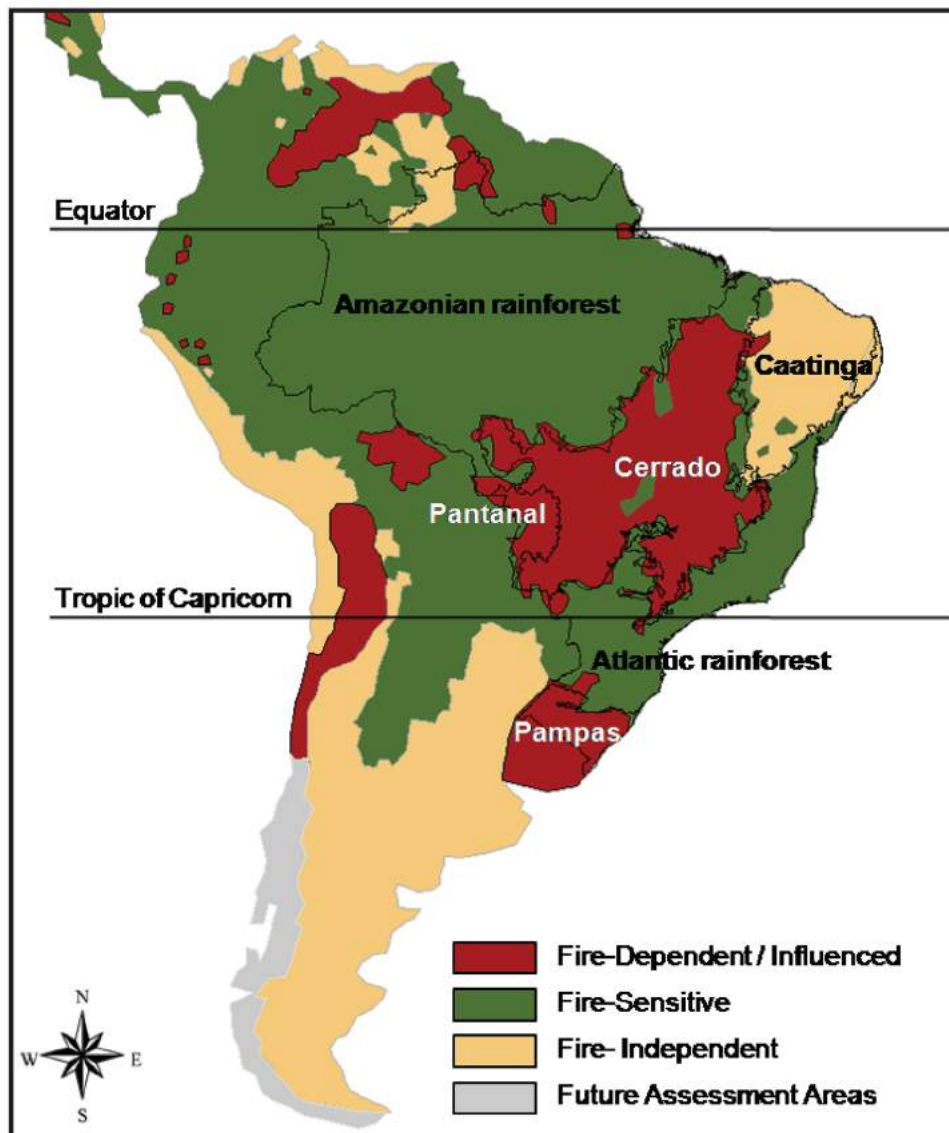 Equator
Amazonian rainforest
Caatinga
Cerrado
Pantanal
Tropic of Capricorn
Atlantic rainforest
Pampas
Fire-Dependent / Influenced
Fire-Sensitive
Fire- Independent
Future Assessment Areas
N
W E
S